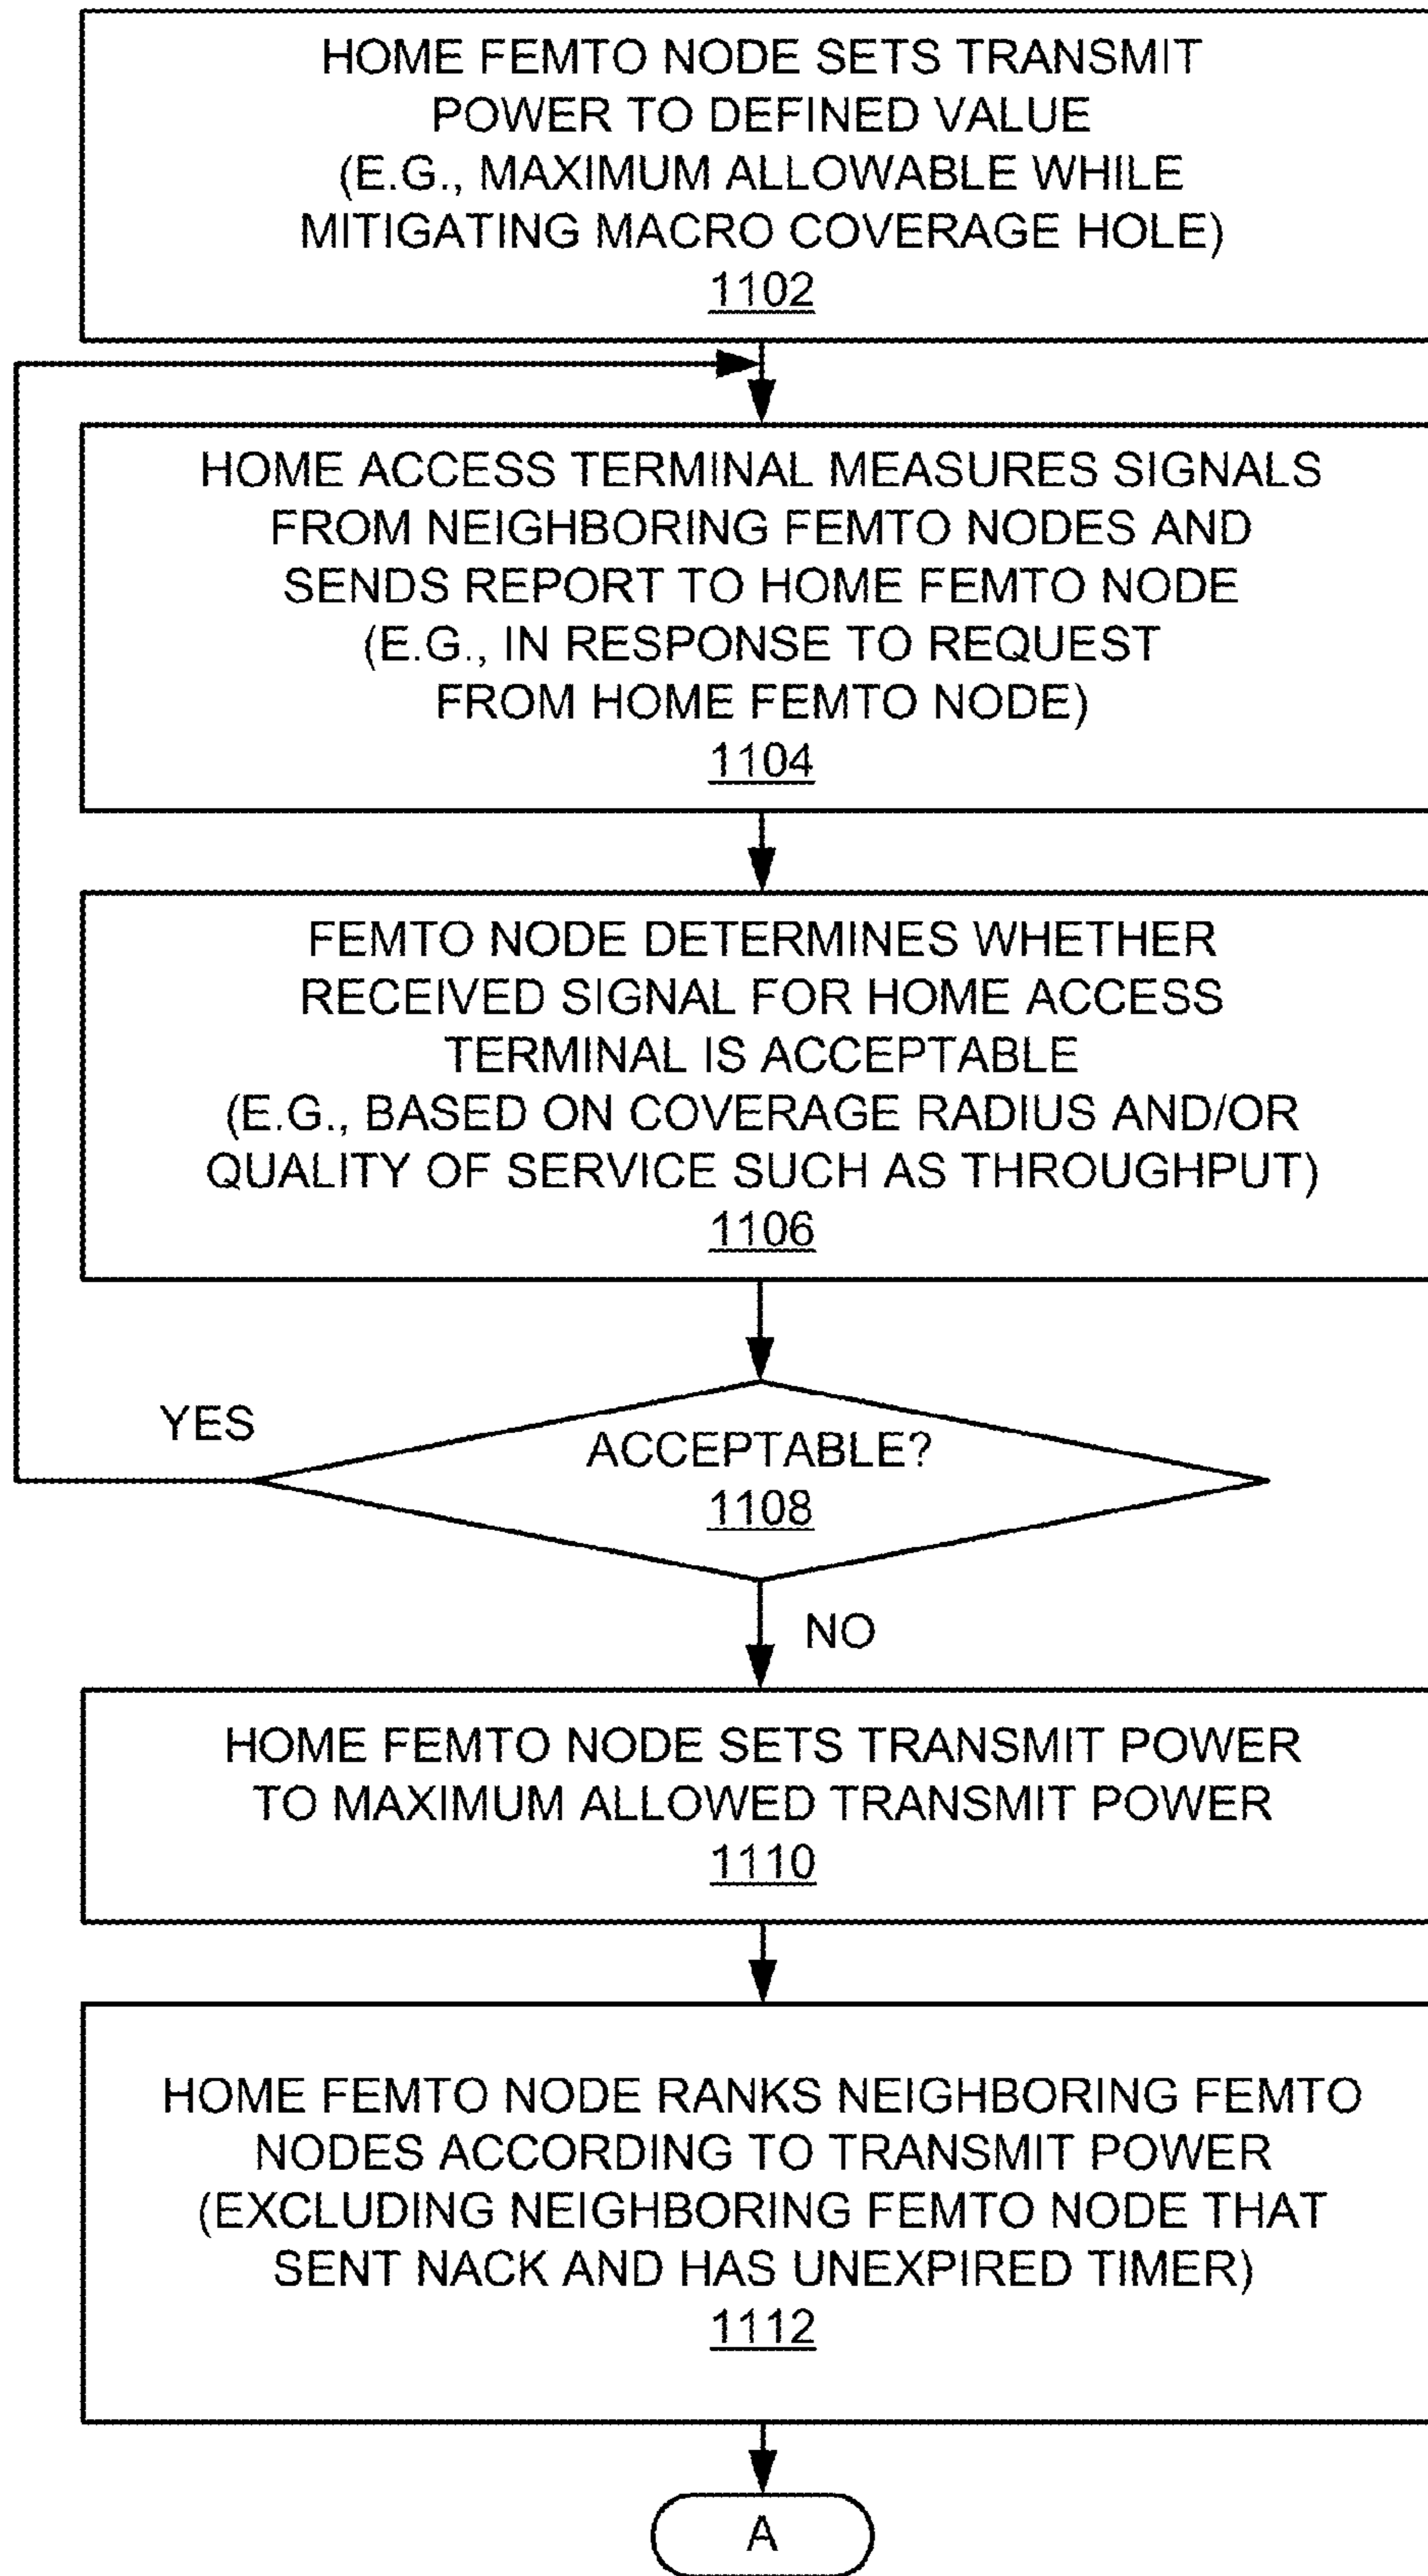 HOME FEMTO NODE SETS TRANSMIT
POWER TO DEFINED VALUE
(E.G., MAXIMUM ALLOWABLE WHILE
MITIGATING MACRO COVERAGE HOLE)
1102
HOME ACCESS TERMINAL MEASURES SIGNALS
FROM NEIGHBORING FEMTO NODES AND
SENDS REPORT TO HOME FEMTO NODE
(E.G., IN RESPONSE TO REQUEST
FROM HOME FEMTO NODE)
1104
FEMTO NODE DETERMINES WHETHER
RECEIVED SIGNAL FOR HOME ACCESS
TERMINAL IS ACCEPTABLE
(E.G., BASED ON COVERAGE RADIUS AND/OR
QUALITY OF SERVICE SUCH AS THROUGHPUT)
1106
YES
ACCEPTABLE?
1108
NO
HOME FEMTO NODE SETS TRANSMIT POWER
TO MAXIMUM ALLOWED TRANSMIT POWER
1110
HOME FEMTO NODE RANKS NEIGHBORING FEMTO
NODES ACCORDING TO TRANSMIT POWER
(EXCLUDING NEIGHBORING FEMTO NODE THAT
SENT NACK AND HAS UNEXPIRED TIMER)
1112
A